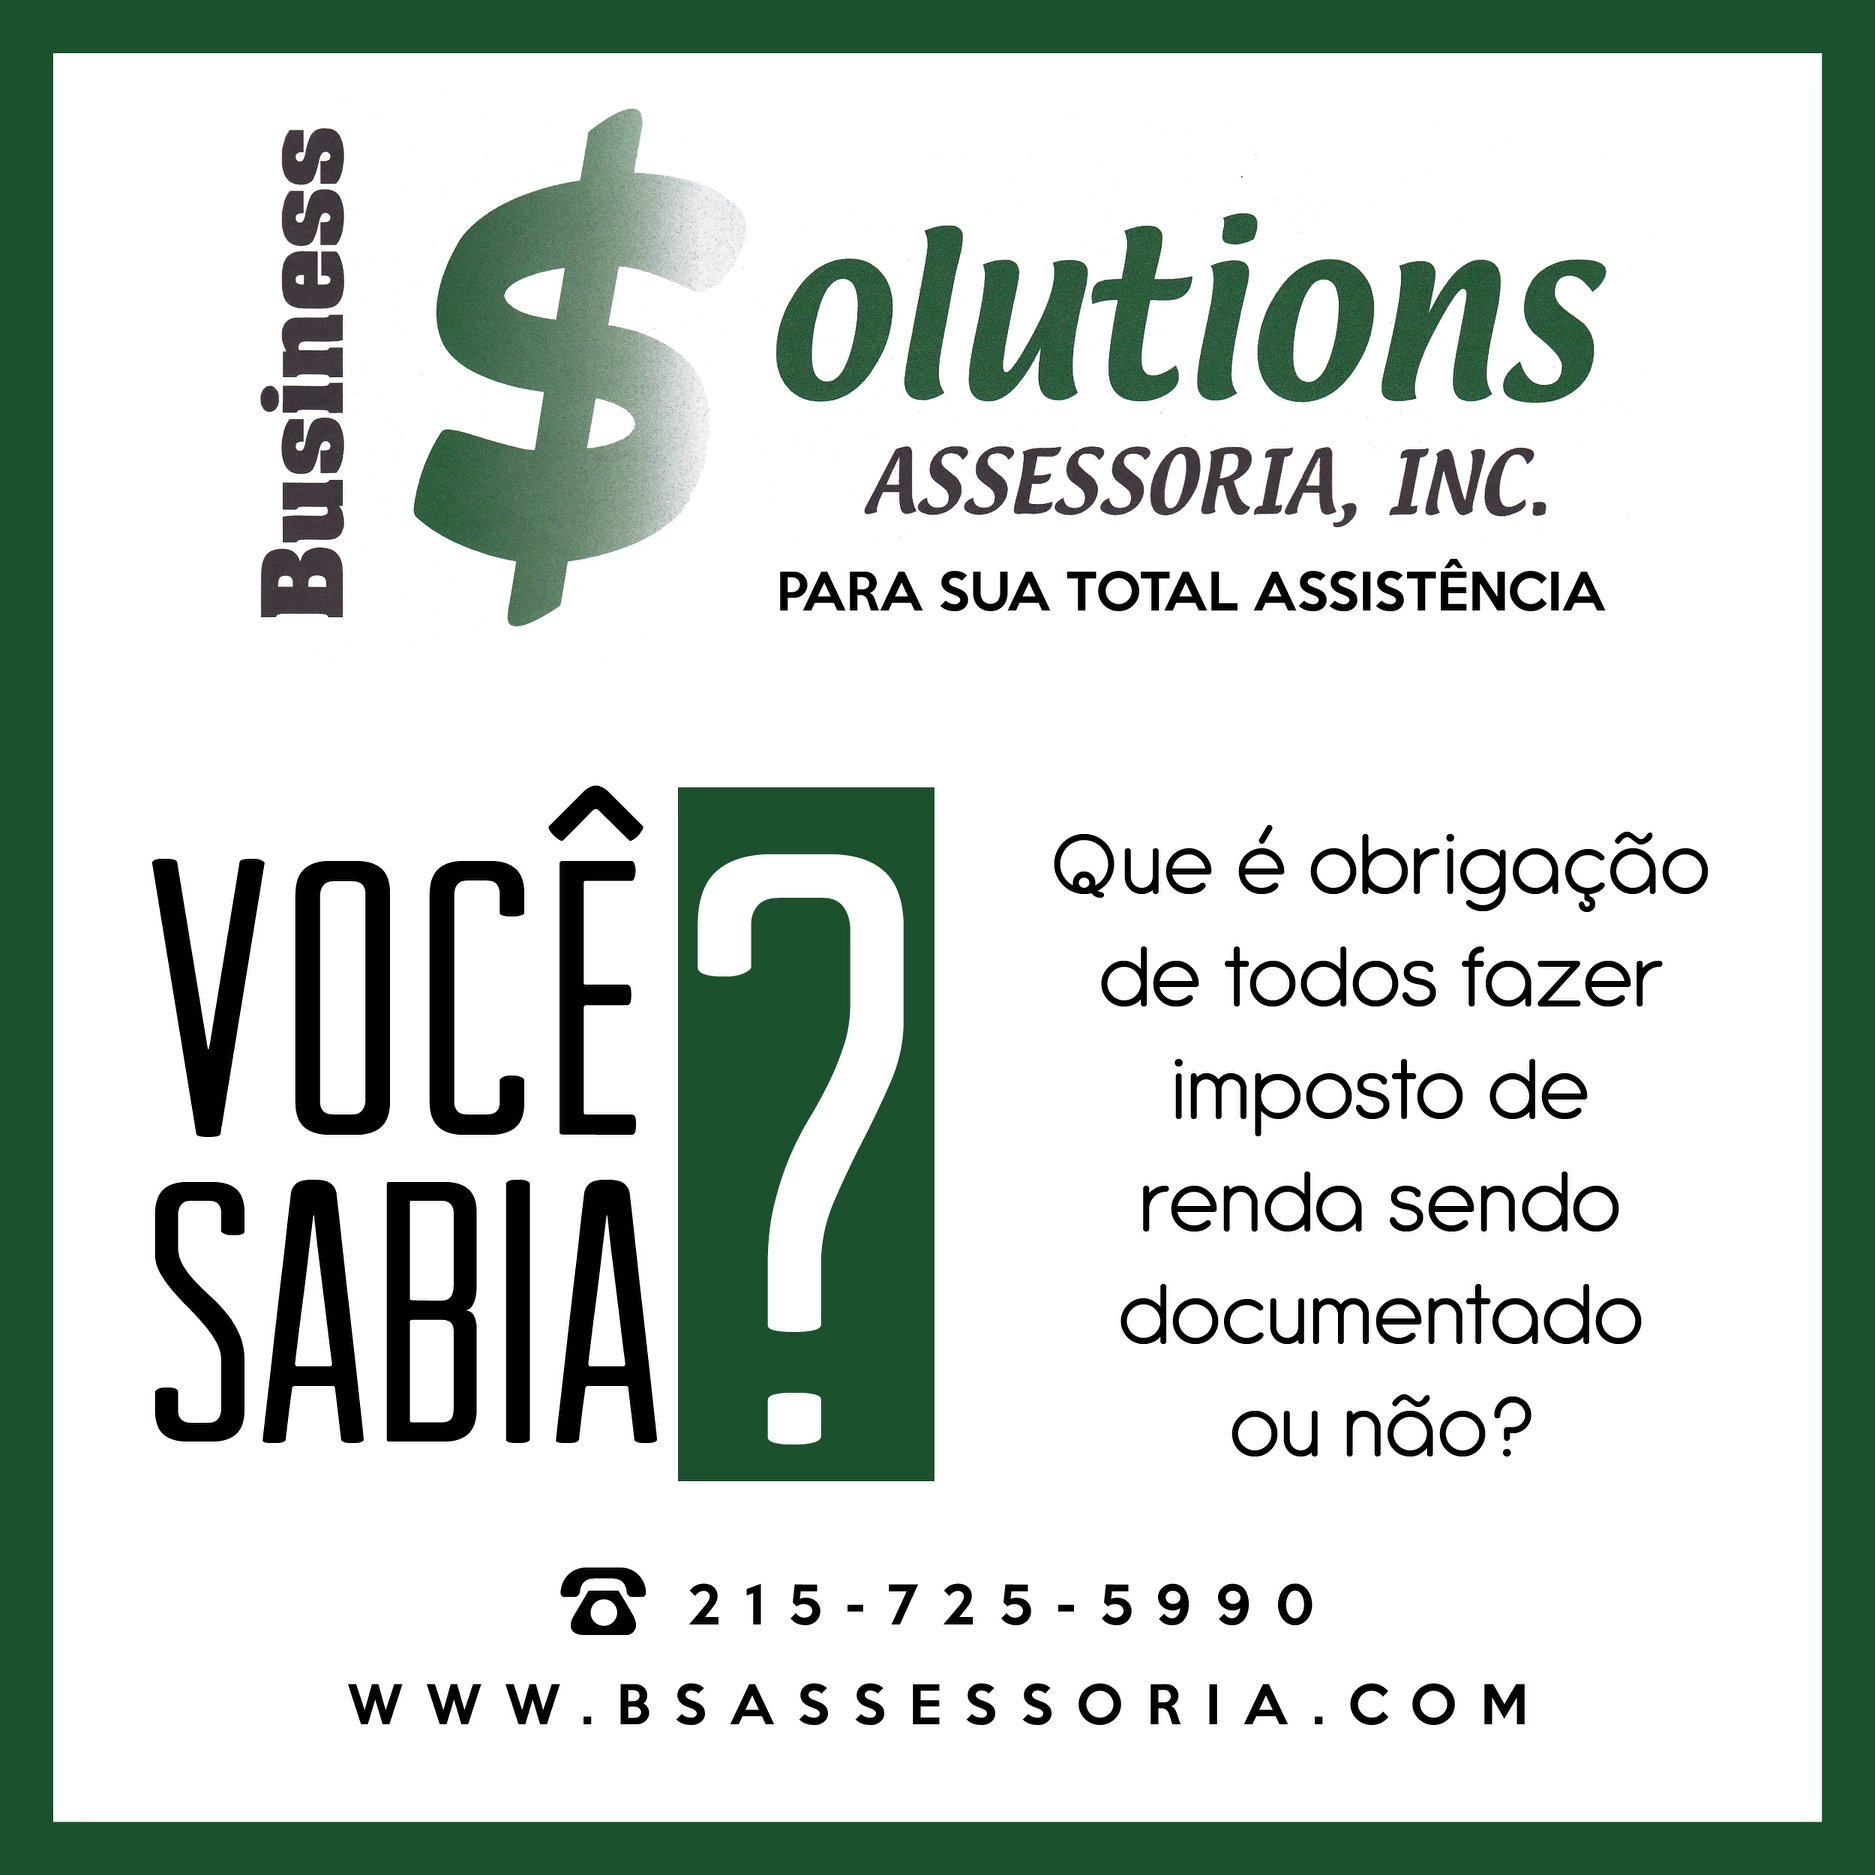 Business
$olutions
ASSESSORIA, INC.
PARA SUA TOTAL ASSISTÊNCIA
VOCÊ
SABIA
?
Que é obrigação
de todos fazer
imposto de
renda sendo
documentado
ou não?
215-725-5990
WWW.BSASSESSORIA.COM